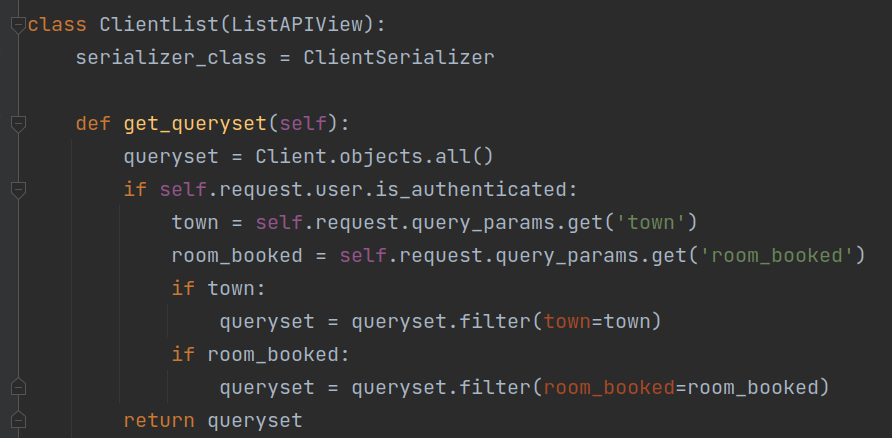 class ClientList(ListAPIView):
    serializer_class = ClientSerializer

    def get_queryset(self):
        queryset = Client.objects.all()
        if self.request.user.is_authenticated:
            town = self.request.query_params.get('town')
            room_booked = self.request.query_params.get('room_booked')
            if town:
                queryset = queryset.filter(town=town)
            if room_booked:
                queryset = queryset.filter(room_booked=room_booked)
        return queryset